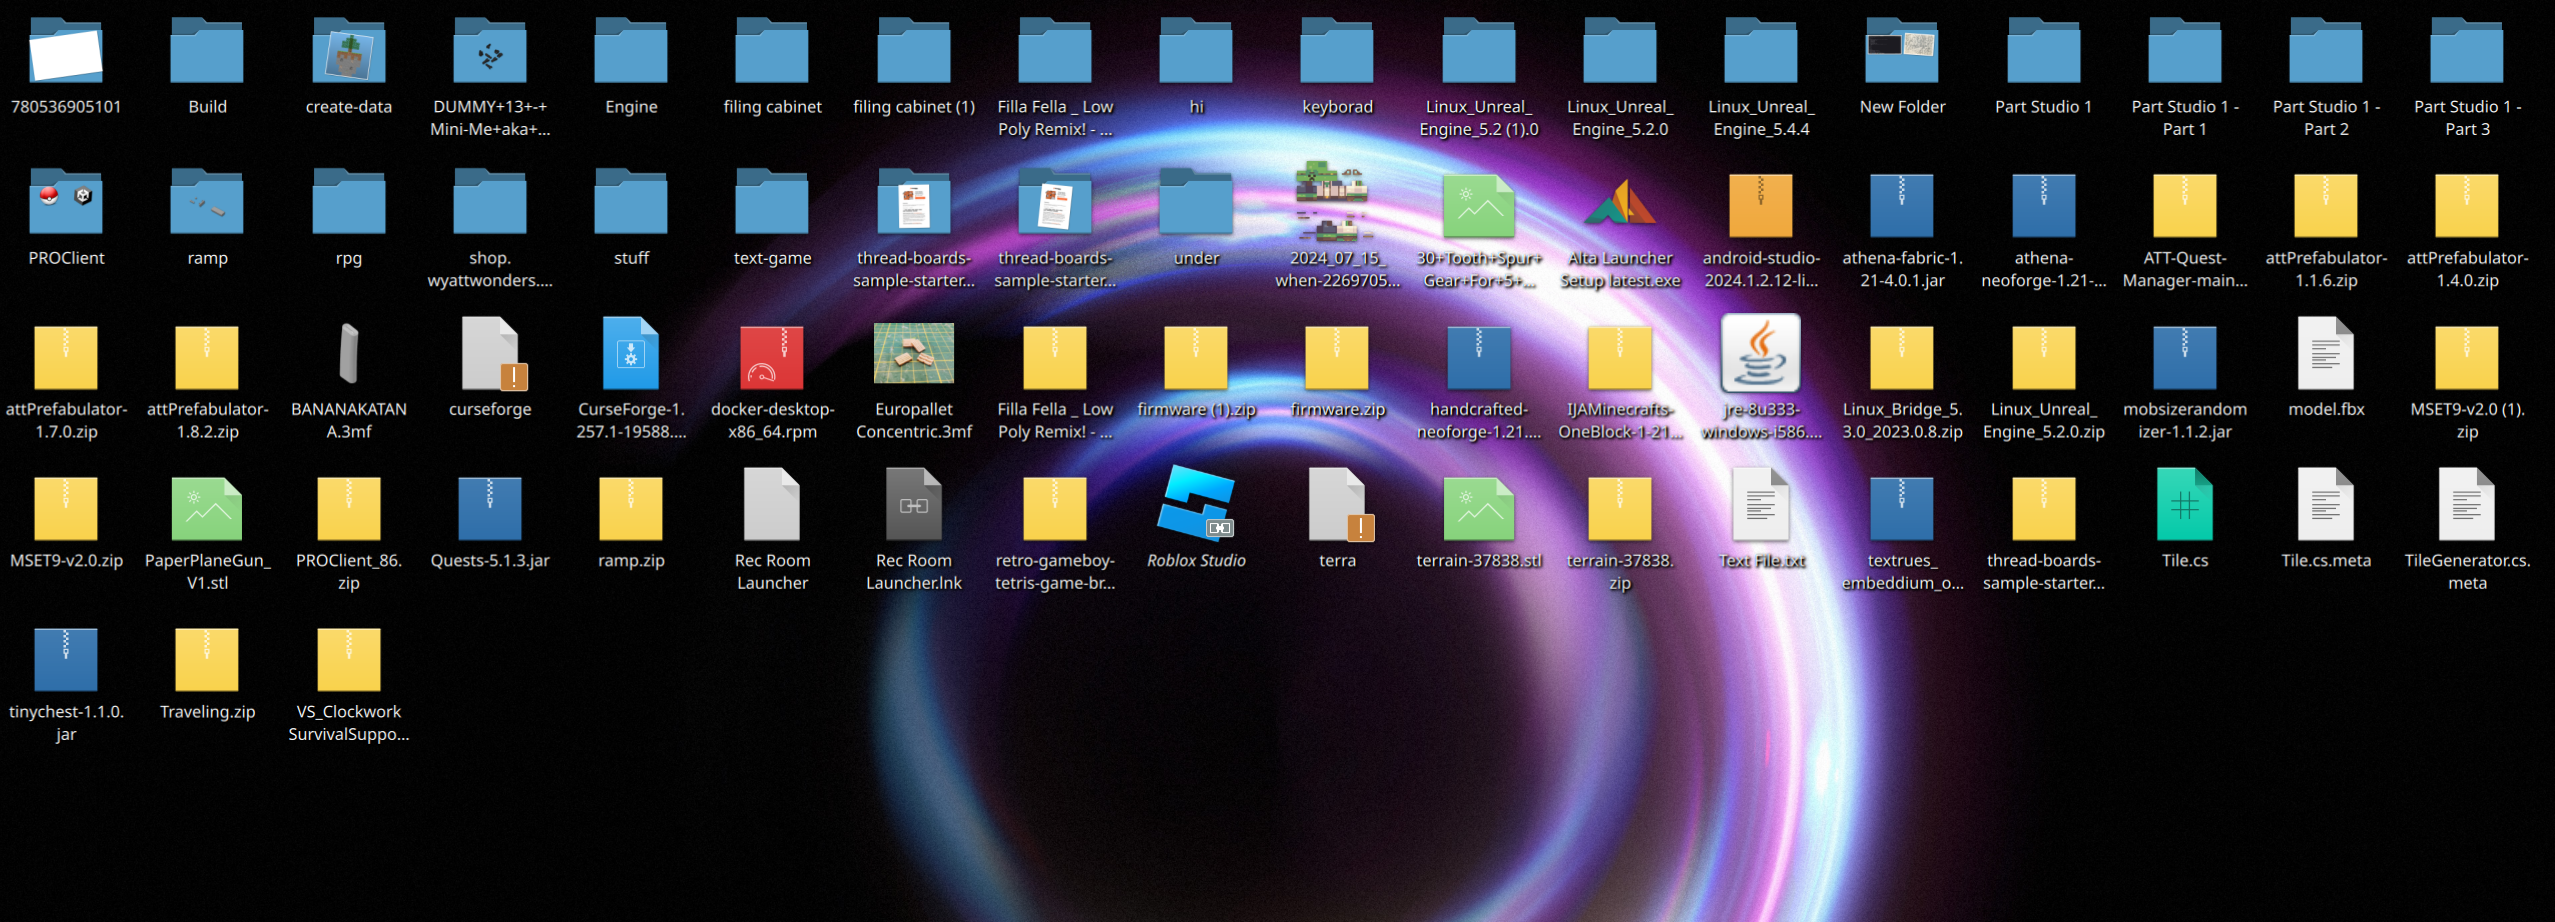 780536905101
Build
create-data
DUMMY+13+-+
Mini-Me+aka+...
Engine
filing cabinet
filing cabinet (1)
Filla Fella _ Low
Poly Remix! - ...
hi
keyborad
Linux_Unreal_
Engine_5.2 (1).0
Linux_Unreal_
Engine_5.2.0
Linux_Unreal_
Engine_5.4.4
New Folder
Part Studio 1
Part Studio 1 -
Part 1
Part Studio 1 -
Part 2
Part Studio 1 -
Part 3
PROClient
ramp
rpg
shop.
wyattwonders....
stuff
text-game
thread-boards-
sample-starter...
thread-boards-
sample-starter...
under
2024_07_15_
when-2269705...
30+Tooth+Spur+
Gear+For+5+...
Alta Launcher
Setup latest.exe
android-studio-
2024.1.2.12-li...
athena-fabric-1.
21-4.0.1.jar
athena-
neoforge-1.21-...
ATT-Quest-
Manager-main...
attPrefabulator-
1.1.6.zip
attPrefabulator-
1.4.0.zip
attPrefabulator-
1.7.0.zip
attPrefabulator-
1.8.2.zip
BANANAKATAN
A.3mf
curseforge
CurseForge-1.
257.1-19588....
docker-desktop-
x86_64.rpm
Europallet
Concentric.3mf
Filla Fella _ Low
Poly Remix! - ...
firmware (1).zip
firmware.zip
handcrafted-
neoforge-1.21....
IJAMinecrafts-
OneBlock-1-21...
jre-8u333-
windows-i586....
Linux_Bridge_5.
3.0_2023.0.8.zip
Linux_Unreal_
Engine_5.2.0.zip
mobsizerandom
izer-1.1.2.jar
model.fbx
MSET9-v2.0 (1).
zip
MSET9-v2.0.zip
PaperPlaneGun_
V1.stl
PROClient_86.
zip
Quests-5.1.3.jar
ramp.zip
Rec Room
Launcher
Rec Room
Launcher.lnk
retro-gameboy-
tetris-game-br...
Roblox Studio
terra
terrain-37838.stl
terrain-37838.
zip
Text File.txt
textrues_
embeddium_o...
thread-boards-
sample-starter...
Tile.cs
Tile.cs.meta
TileGenerator.cs.
meta
tinychest-1.1.0.
jar
Traveling.zip
VS_Clockwork
SurvivalSuppo...